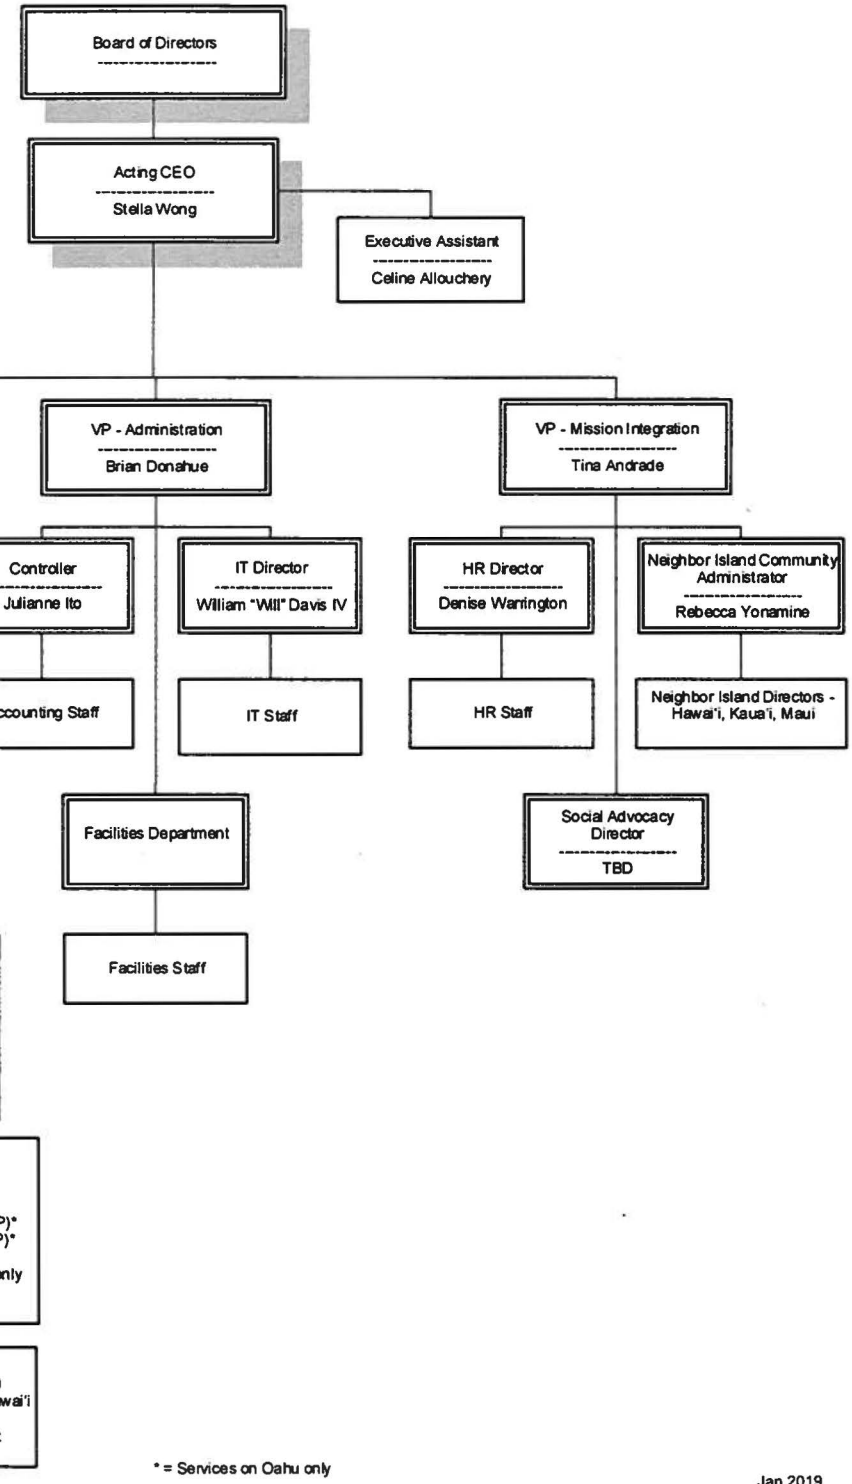 Board of Directors
Acting CEO
Stella Wong
Executive Assistant
Celine Allouchery
VP - Administration
Brian Donahue
VP - Mission Integration
Tina Andrade
Controller
Julianne Ito
IT Director
William "Will" Davis IV
HR Director
Denise Warrington
Neighbor Island Community
Administrator
Rebecca Yonamine
ccounting Staff
IT Staff
HR Staff
Neighbor Island Directors -
Hawai'i, Kaua'i, Maui
Facilities Department
Social Advocacy
Director
TBD
Facilities Staff
P)*
P)*
only
wai'i
* = Services on Oahu only
Jan 2019